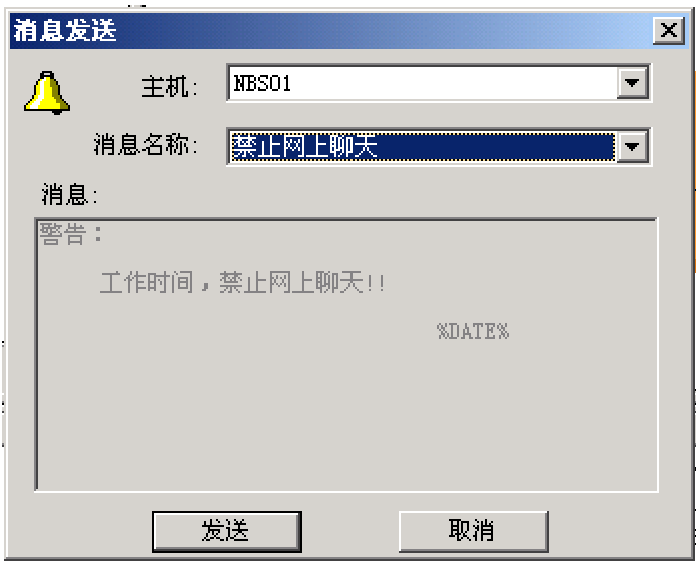 消息发送
主机: NBS01
消息名称: 禁止网上聊天
消息:
警告：
工作时间，禁止网上聊天!!
%DATE%
发送 取消